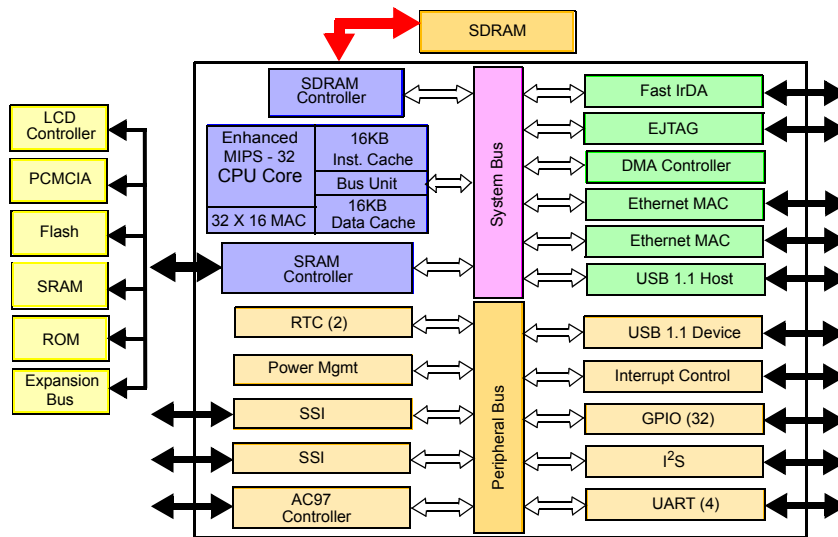 SDRAM
LCD
Controller
PCMCIA
Flash
SRAM
ROM
Expansion
Bus
SDRAM
Controller
Enhanced
MIPS - 32
CPU Core
32 X 16 MAC
16KB
Inst. Cache
Bus Unit
16KB
Data Cache
SRAM
Controller
RTC (2)
Power Mgmt
SSI
SSI
AC97
Controller
System Bus
Peripheral Bus
Fast IrDA
EJTAG
DMA Controller
Ethernet MAC
Ethernet MAC
USB 1.1 Host
USB 1.1 Device
Interrupt Control
GPIO (32)
I²S
UART (4)